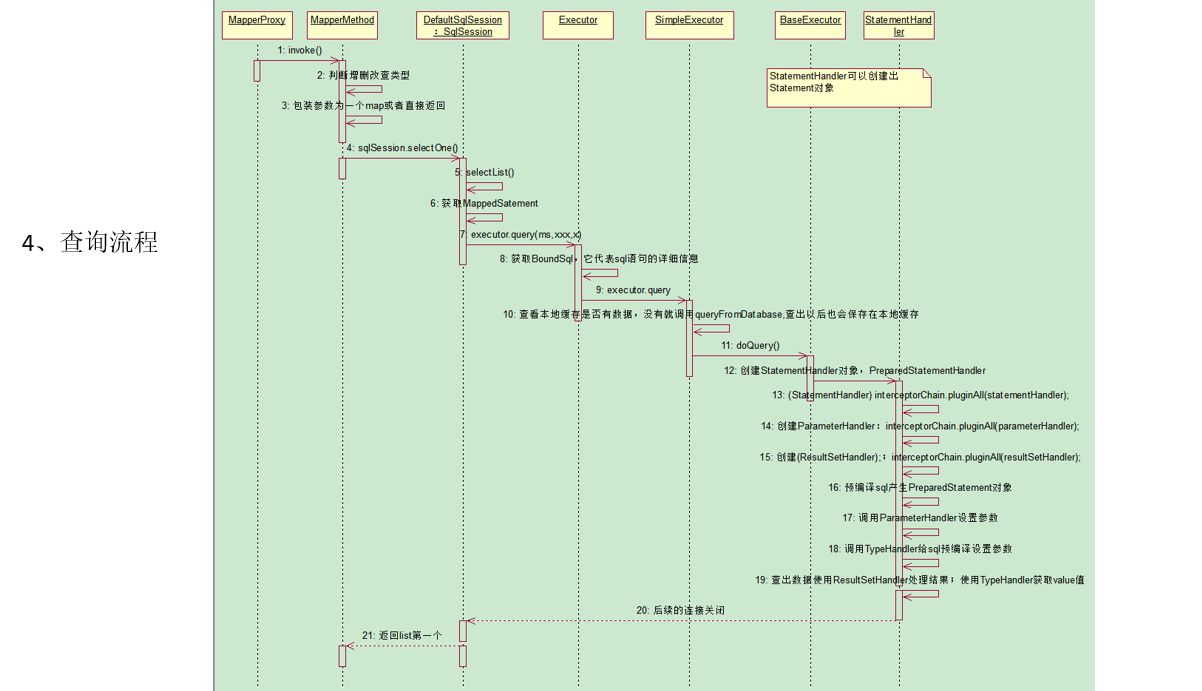 MapperProxy
MapperMethod
DefaultSqlSession
：SqlSession
Executor
SimpleExecutor
BaseExecutor
StatementHand
ler
1: invoke()
2: 判断增删改查类型
StatementHandler可以创建出
Statement对象
3: 包装参数为一个map或者直接返回
4: sqlSession.selectOne()
5: selectList()
6: 获取MappedSatement
7: executor.query(ms,xxx,x)
4、查询流程
8: 获取BoundSql，它代表sql语句的详细信息
9: executor.query
10: 查看本地缓存是否有数据，没有就调用queryFromDatabase,查出以后也会保存在本地缓存
11: doQuery()
12: 创建StatementHandler对象，PreparedStatementHandler
13: (StatementHandler) interceptorChain.pluginAll(statementHandler);
14: 创建ParameterHandler：interceptorChain.pluginAll(parameterHandler);
15: 创建(ResultSetHandler);；interceptorChain.pluginAll(resultSetHandler);
16: 预编译sql产生PreparedStatement对象
17: 调用ParameterHandler设置参数
18: 调用TypeHandler给sql预编译设置参数
19: 查出数据使用ResultSetHandler处理结果；使用TypeHandler获取value值
20: 后续的连接关闭
21: 返回list第一个